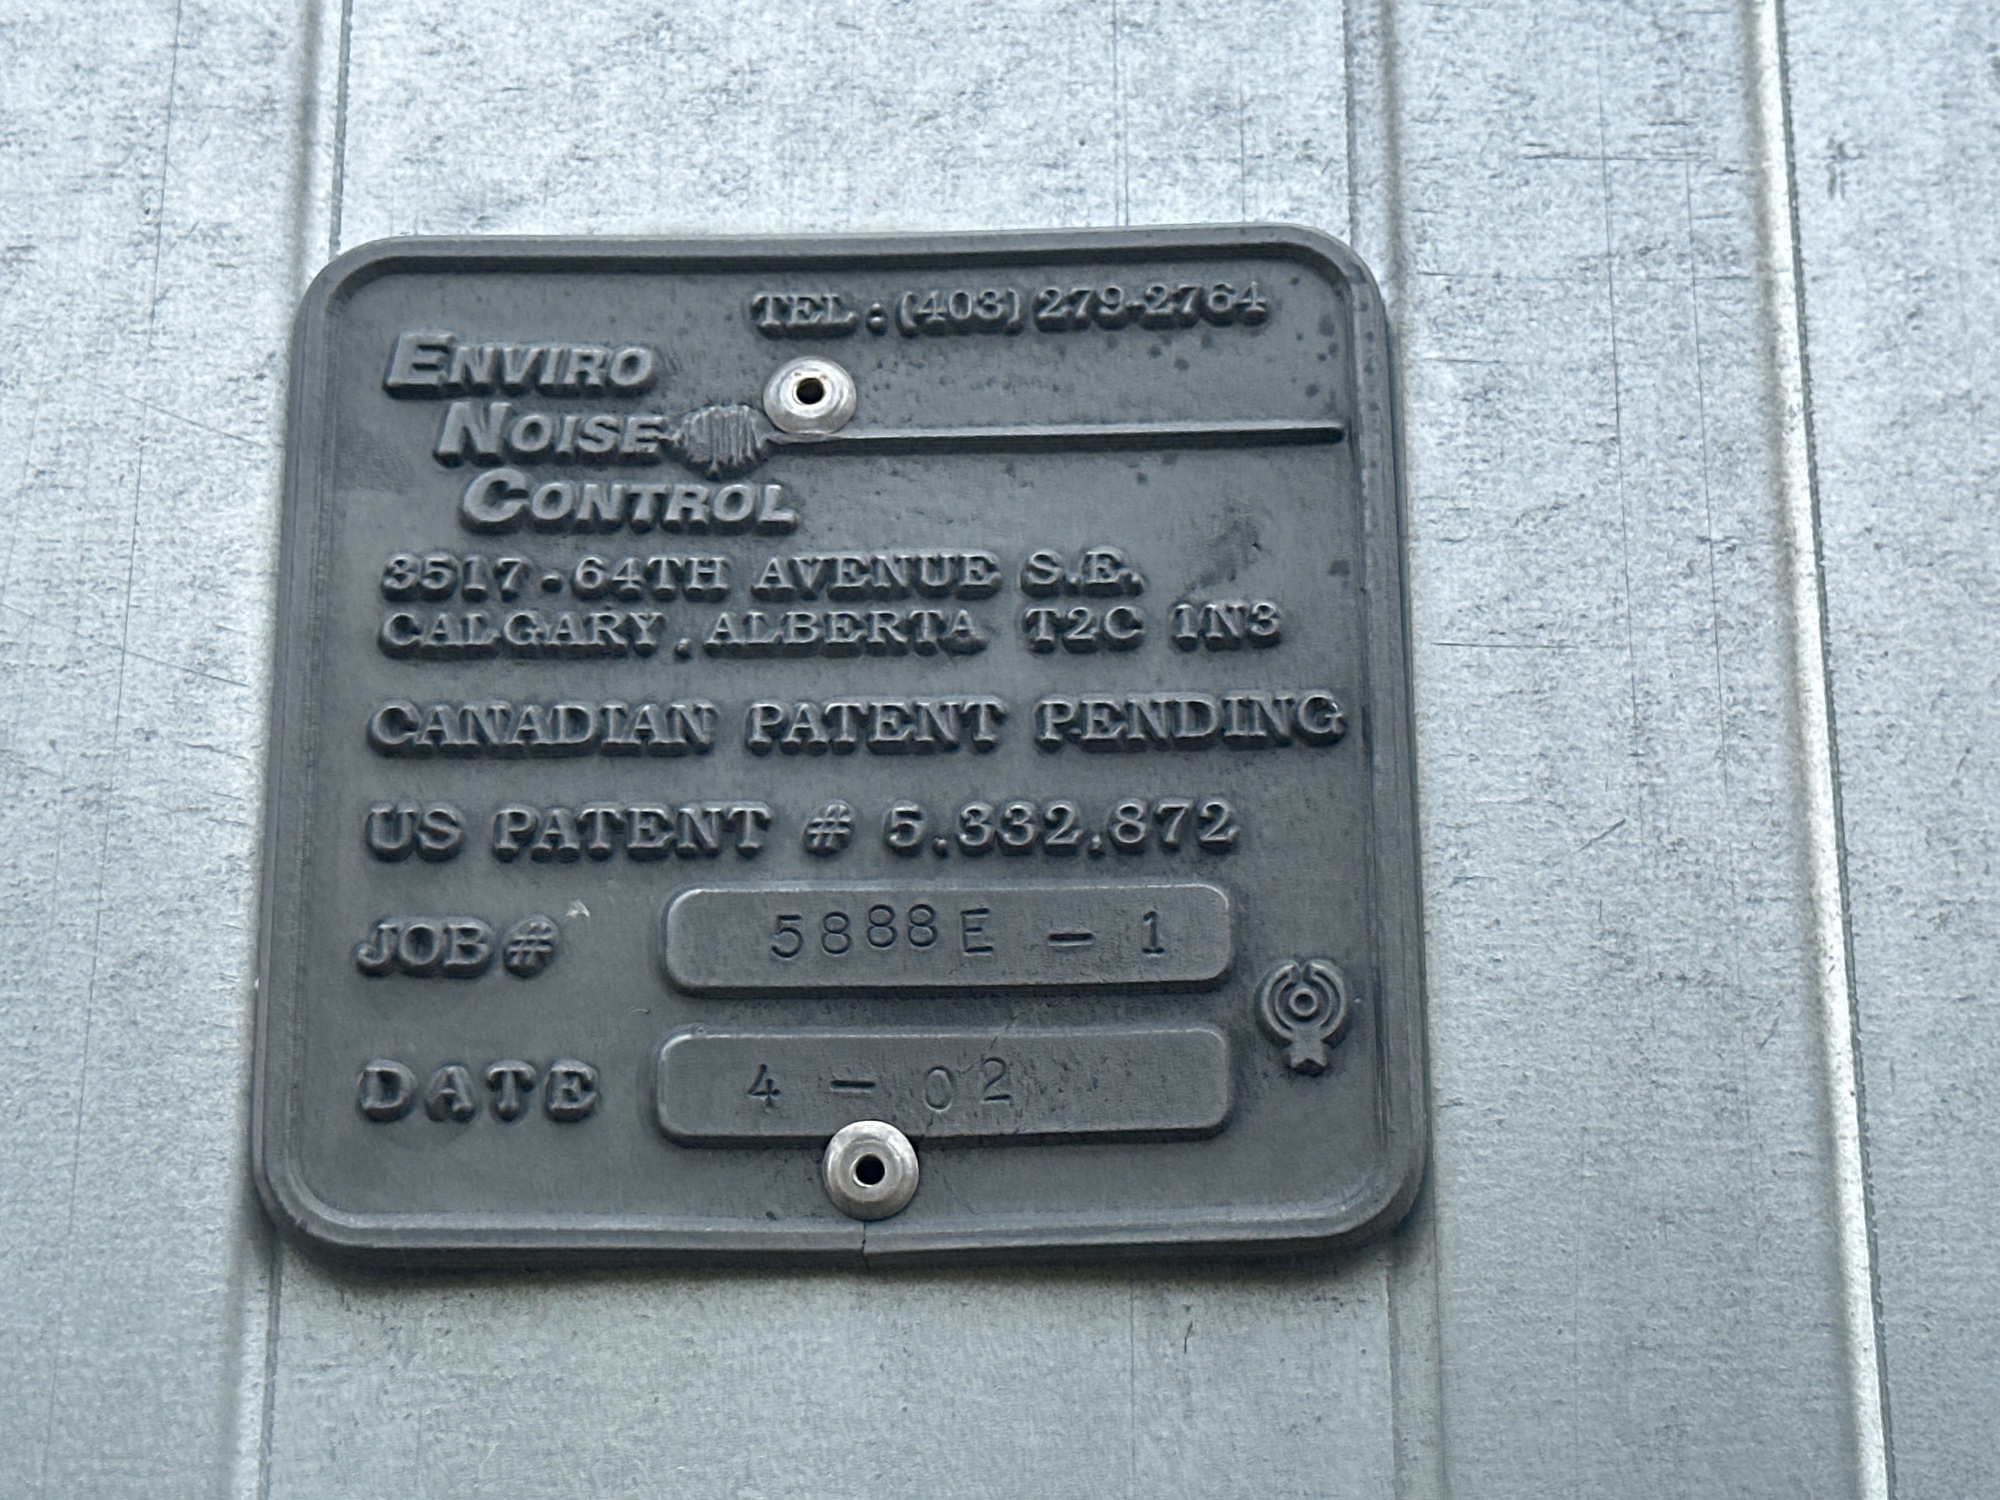 TEL : (403) 279-2764
ENVIRO
NOISE
CONTROL
3517 - 64TH AVENUE S.E.
CALGARY, ALBERTA T2C 1N3
CANADIAN PATENT PENDING
US PATENT # 5,332,872
JOB # 5888E - 1
DATE 4 - 02